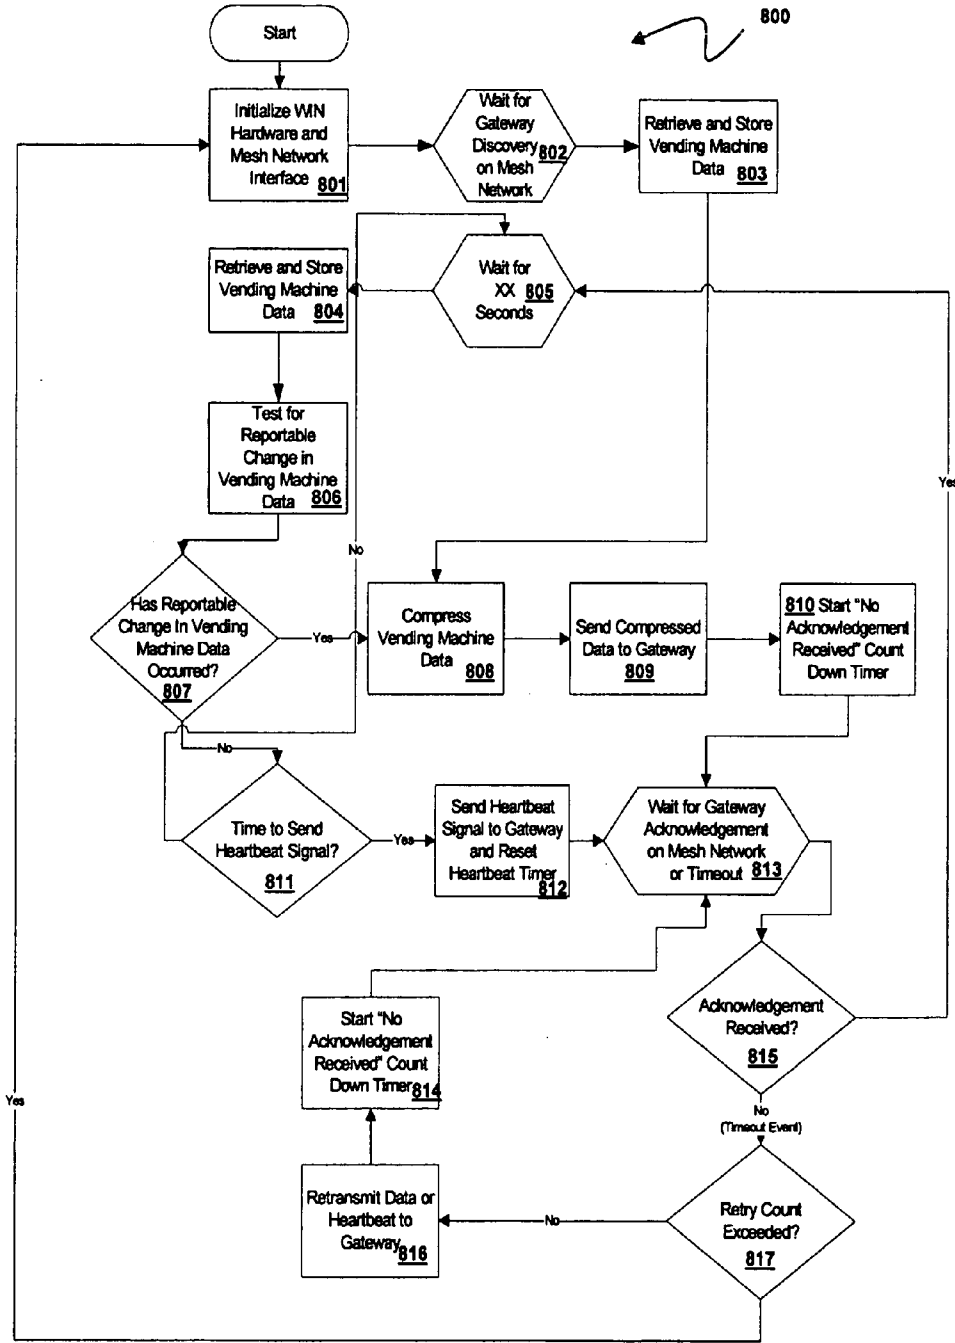 800
Start
Initialize WIN
Hardware and
Mesh Network
Interface 801
Wait for
Gateway
Discovery 802
on Mesh
Network
Retrieve and Store
Vending Machine
Data 803
Retrieve and Store
Vending Machine
Data 804
Wait for
XX 805
Seconds
Test for
Reportable
Change in
Vending Machine
Data 806
Yes
No
Has Reportable
Change In Vending
Machine Data
Occurred?
807
Yes
Compress
Vending Machine
Data 808
Send Compressed
Data to Gateway
809
810 Start "No
Acknowledgement
Received" Count
Down Timer
No
Time to Send
Heartbeat Signal?
811
Yes
Send Heartbeat
Signal to Gateway
and Reset
Heartbeat Timer
812
Wait for Gateway
Acknowledgement
on Mesh Network
or Timeout 813
Start "No
Acknowledgement
Received" Count
Down Timer 814
Acknowledgement
Received?
815
Yes
No
(Timeout Event)
Retransmit Data or
Heartbeat to
Gateway 816
No
Retry Count
Exceeded?
817